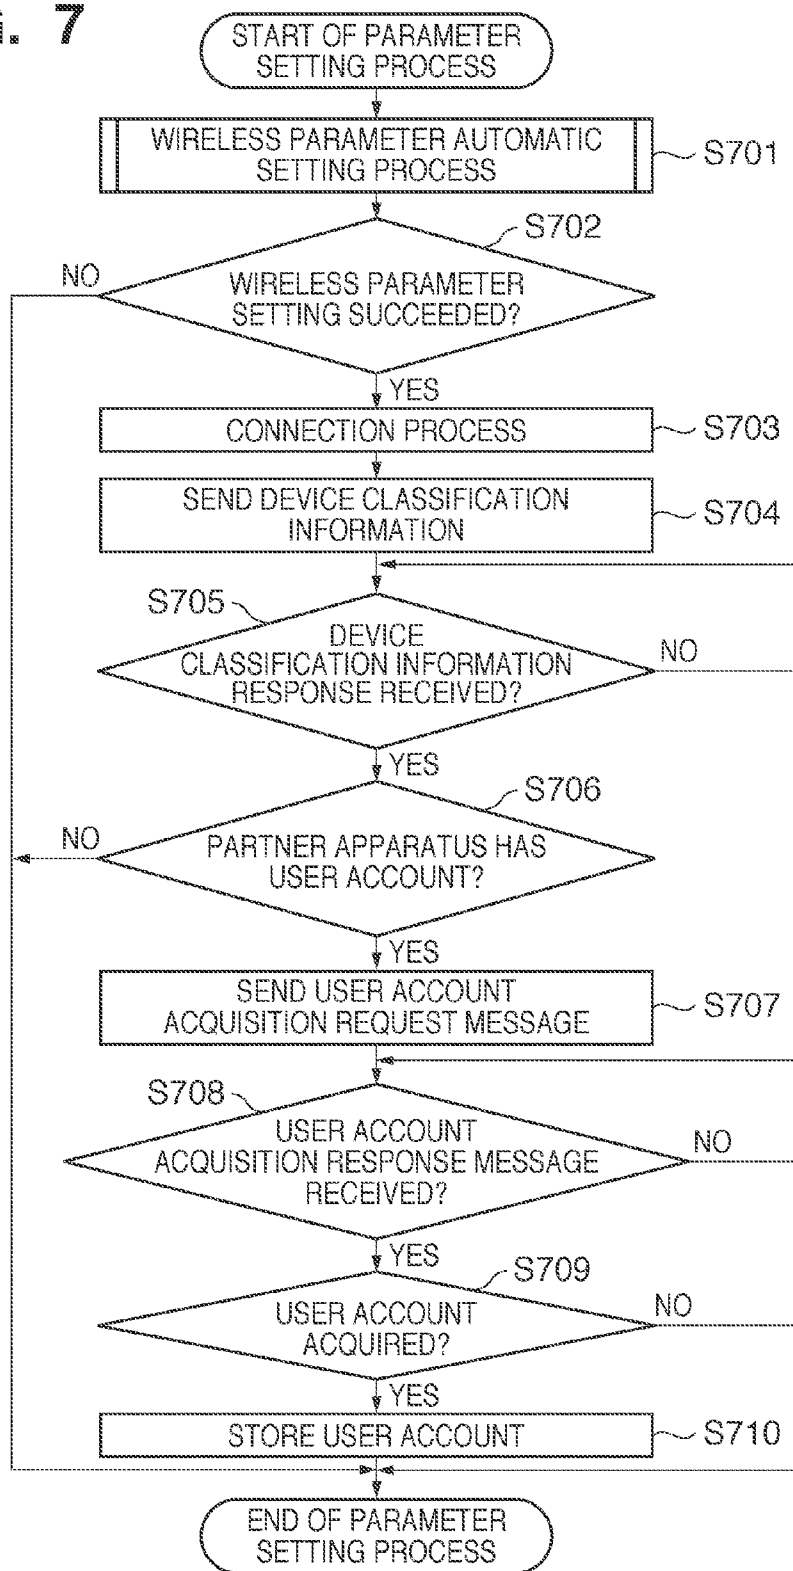 G. 7
START OF PARAMETER
SETTING PROCESS
WIRELESS PARAMETER AUTOMATIC
SETTING PROCESS
S701
S702
NO
WIRELESS PARAMETER
SETTING SUCCEEDED?
YES
CONNECTION PROCESS
S703
SEND DEVICE CLASSIFICATION
INFORMATION
S704
S705
DEVICE
CLASSIFICATION INFORMATION
RESPONSE RECEIVED?
NO
YES
S706
NO
PARTNER APPARATUS HAS
USER ACCOUNT?
YES
SEND USER ACCOUNT
ACQUISITION REQUEST MESSAGE
S707
S708
USER ACCOUNT
ACQUISITION RESPONSE MESSAGE
RECEIVED?
NO
YES
S709
USER ACCOUNT
ACQUIRED?
NO
YES
STORE USER ACCOUNT
S710
END OF PARAMETER
SETTING PROCESS